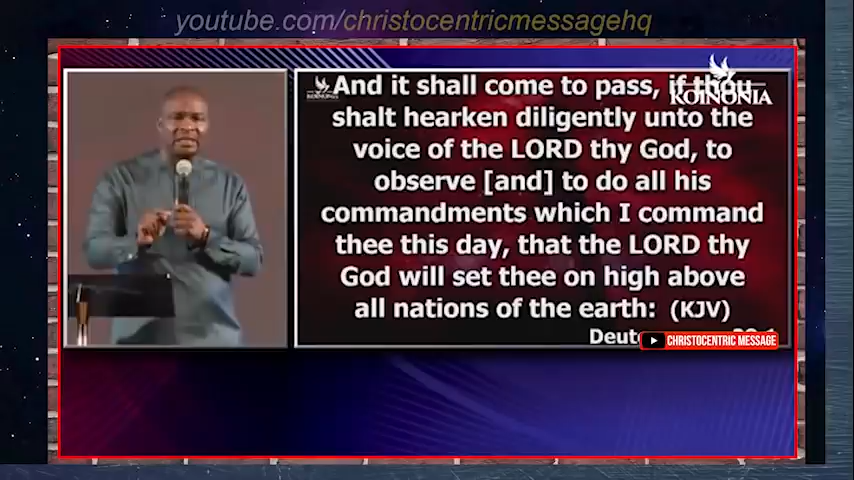 youtube.com/christocentricmessagehq
And it shall come to pass, if thou
KOINONIA
shalt hearken diligently unto the
voice of the LORD thy God, to
observe [and] to do all his
commandments which I command
thee this day, that the LORD thy
God will set thee on high above
all nations of the earth: (KJV)
CHRISTOCENTRIC MESSAGE